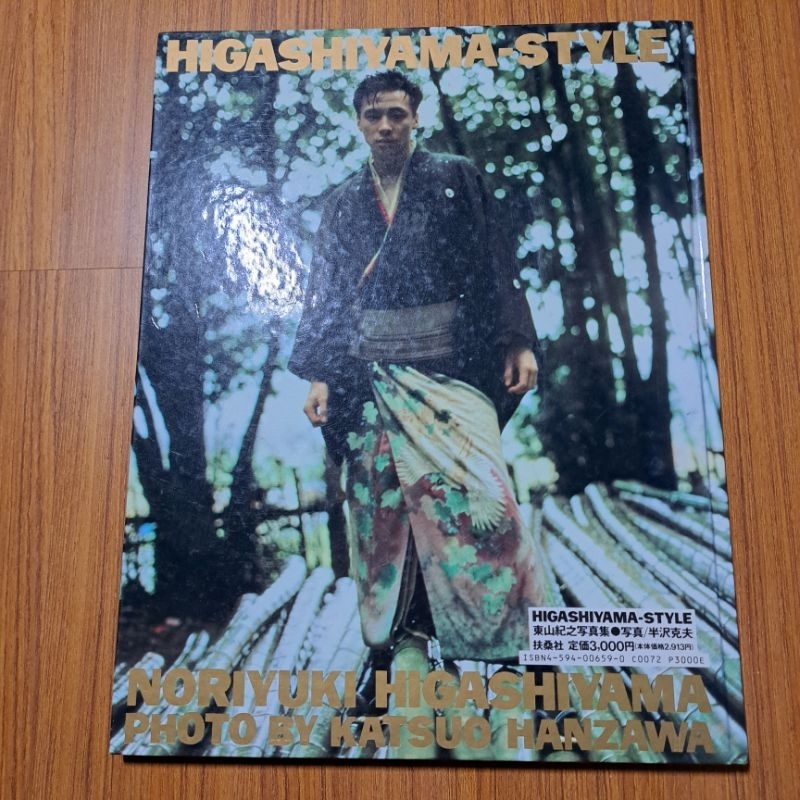 HIGASHIYAMA-STYLE
HIGASHIYAMA-STYLE
東山紀之写真集●写真/半沢克夫
扶桑社 定価3,000円(本体価格2,913円)
ISBN4-594-00659-0 C0072 P3000E
NORIYUKI HIGASHIYAMA
PHOTO BY KATSUO HANZAWA